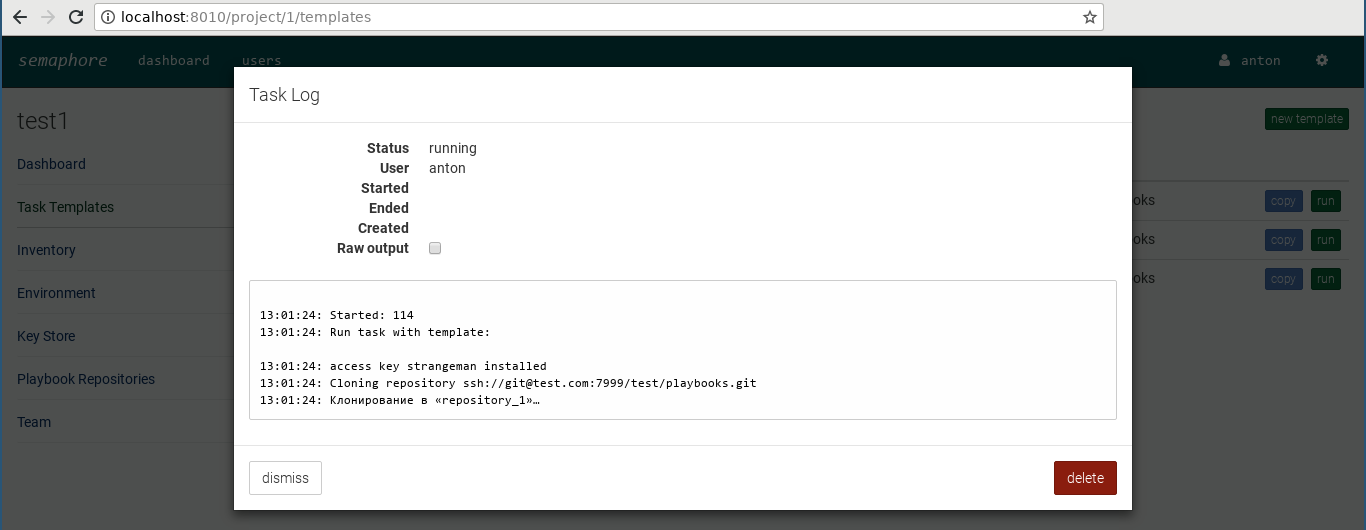 localhost:8010/project/1/templates
semaphore dashboard users anton
test1
new template
Dashboard
Task Templates
Inventory
Environment
Key Store
Playbook Repositories
Team
Task Log
Status running
User anton
Started
Ended
Created
Raw output
13:01:24: Started: 114
13:01:24: Run task with template:
13:01:24: access key strangeman installed
13:01:24: Cloning repository ssh://git@test.com:7999/test/playbooks.git
13:01:24: Клонирование в «repository_1»…
dismiss delete
oks copy run
oks copy run
oks copy run